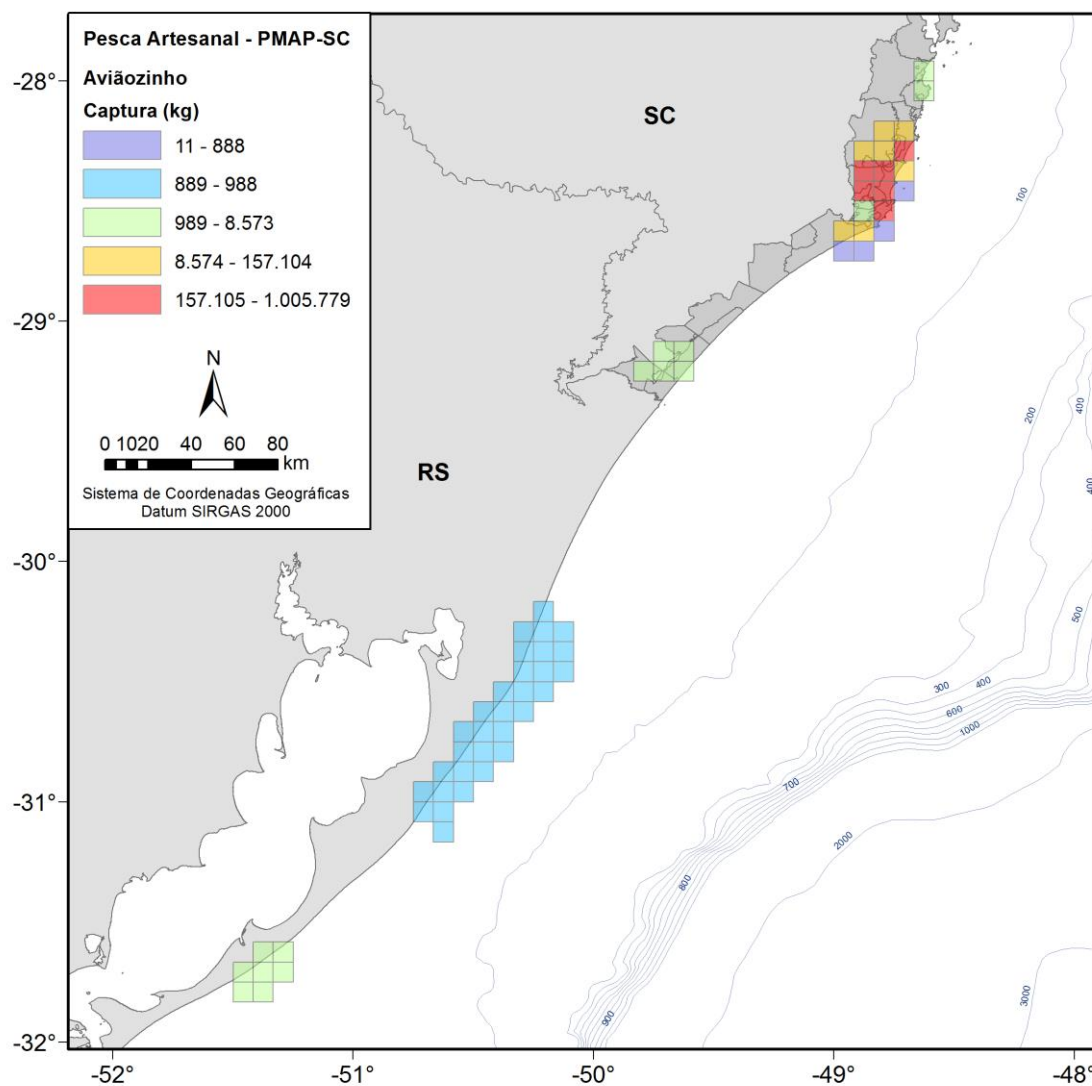 Pesca Artesanal - PMAP-SC
Aviãozinho
Captura (kg)
11 - 888
889 - 988
989 - 8.573
8.574 - 157.104
157.105 - 1.005.779
N
0 1020 40 60 80
km
Sistema de Coordenadas Geográficas
Datum SIRGAS 2000
SC
RS
-28°
-29°
-30°
-31°
-32°
-52°
-51°
-50°
-49°
-48°
100
200
400
400
500
300
400
600
1000
700
2000
800
900
3000